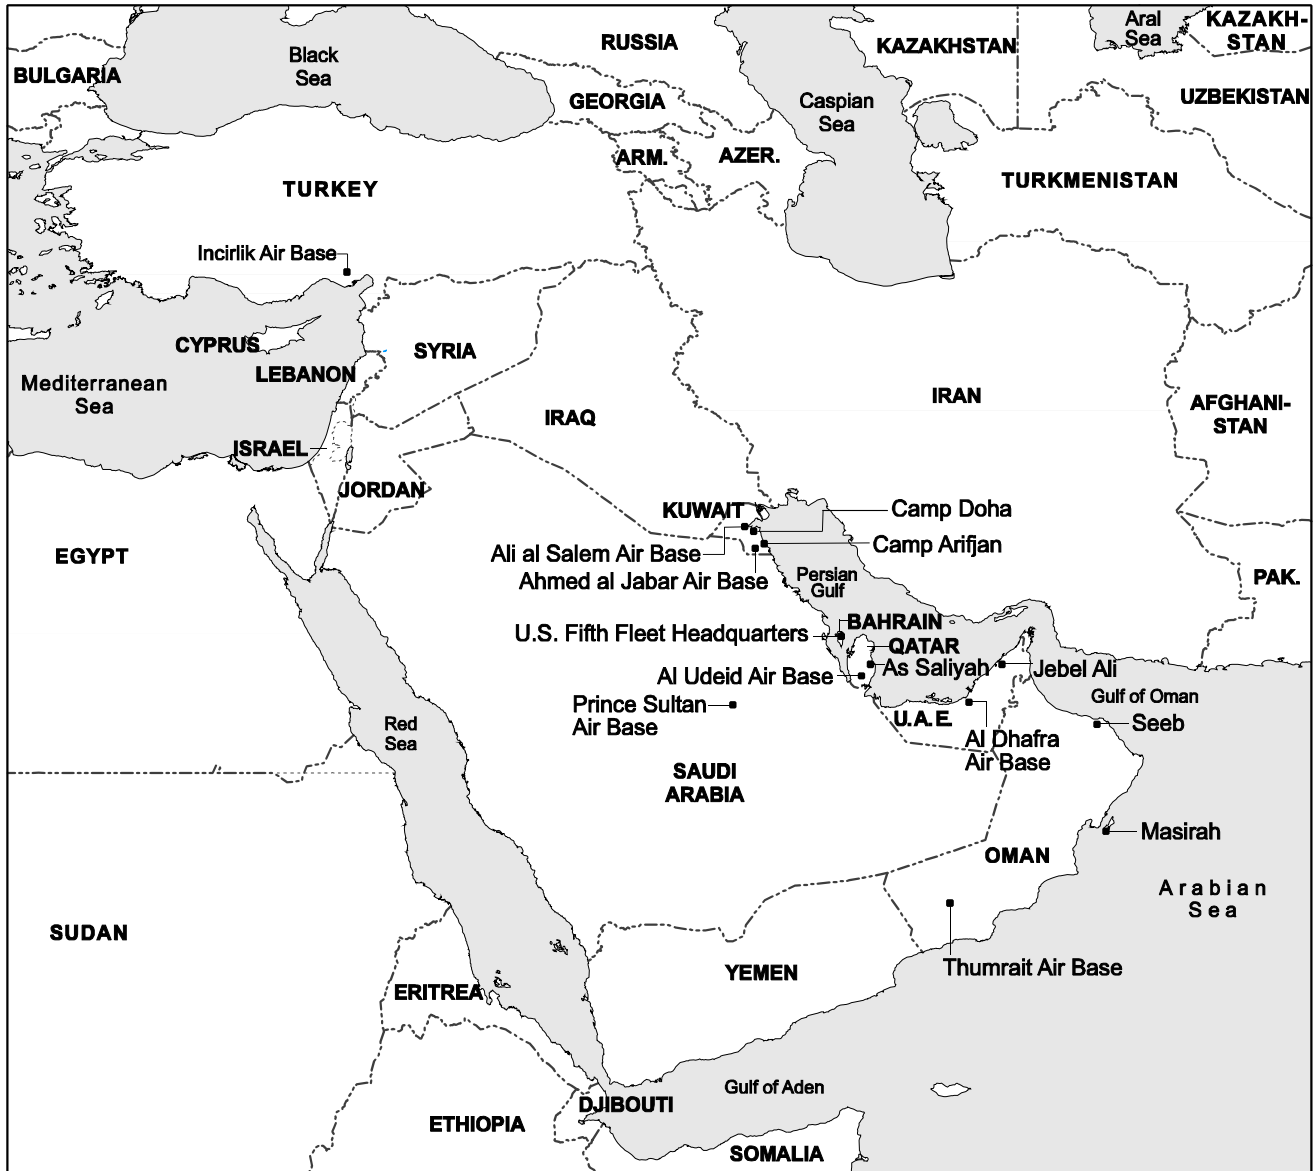 Black
Sea
RUSSIA
KAZAKHSTAN
Aral
Sea
KAZAKH-
STAN
BULGARIA
GEORGIA
Caspian
Sea
UZBEKISTAN
ARM.
AZER.
TURKEY
TURKMENISTAN
Incirlik Air Base
CYPRUS
SYRIA
LEBANON
Mediterranean
Sea
IRAN
AFGHANI-
STAN
IRAQ
ISRAEL
JORDAN
KUWAIT
Camp Doha
EGYPT
Ali al Salem Air Base
Camp Arifjan
Ahmed al Jabar Air Base
Persian
Gulf
PAK.
BAHRAIN
U.S. Fifth Fleet Headquarters
QATAR
As Saliyah
Jebel Ali
Al Udeid Air Base
Gulf of Oman
Prince Sultan
Air Base
U.A.E.
Seeb
Red
Sea
Al Dhafra
Air Base
SAUDI
ARABIA
Masirah
OMAN
Arabian
Sea
SUDAN
Thumrait Air Base
YEMEN
ERITREA
Gulf of Aden
DJIBOUTI
ETHIOPIA
SOMALIA